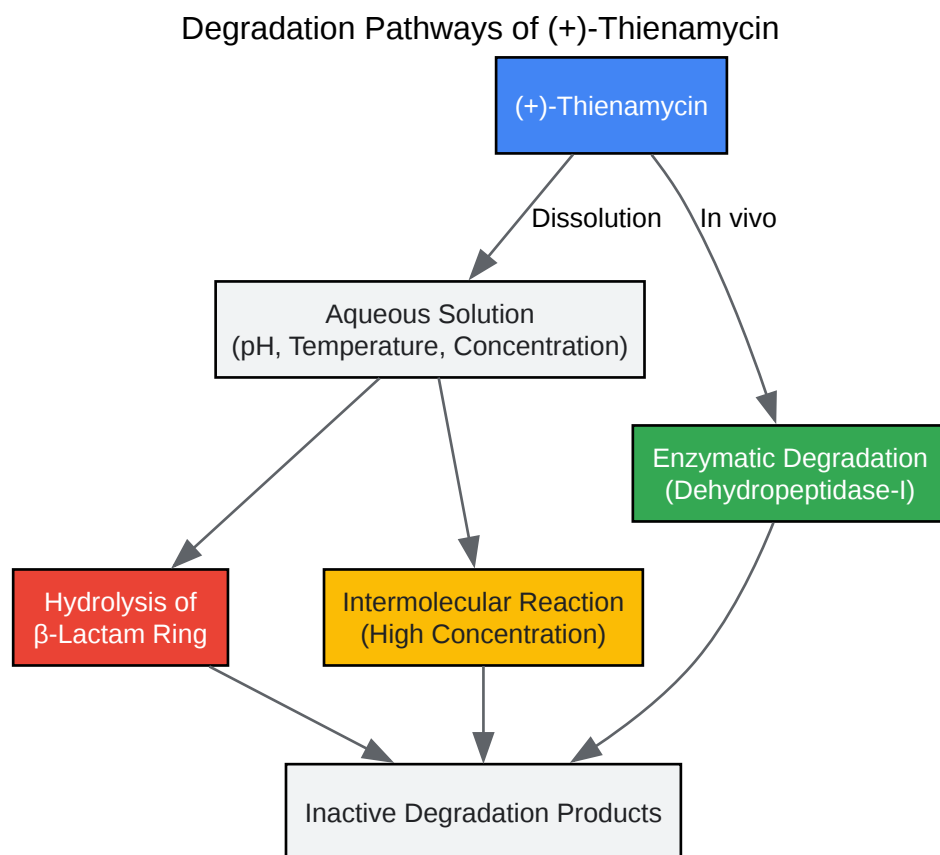 Degradation Pathways of (+)-Thienamycin
(+)-Thienamycin
Dissolution
In vivo
Aqueous Solution
(pH, Temperature, Concentration)
Enzymatic Degradation
(Dehydropeptidase-I)
Hydrolysis of
β-Lactam Ring
Intermolecular Reaction
(High Concentration)
Inactive Degradation Products